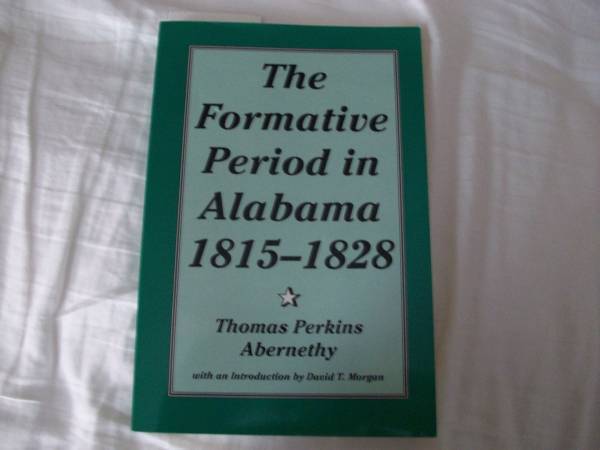 The
Formative
Period in
Alabama
1815–1828
Thomas Perkins
Abernethy
with an Introduction by David T. Morgan